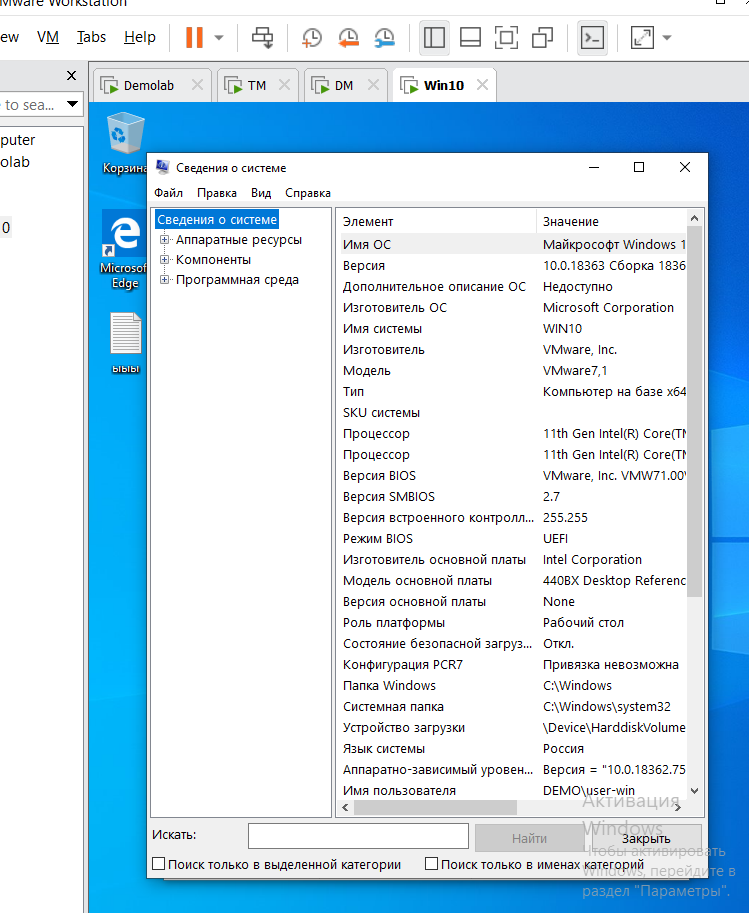 Mware Workstation
ew VM Tabs Help
Demolab TM DM Win10
e to sea...
puter
olab
0
Корзина
Microsof
Edge
ыыы
Сведения о системе
Файл Правка Вид Справка
Сведения о системе
Аппаратные ресурсы
Компоненты
Программная среда
Элемент Значение
Имя ОС Майкрософт Windows 1
Версия 10.0.18363 Сборка 1836
Дополнительное описание ОС Недоступно
Изготовитель ОС Microsoft Corporation
Имя системы WIN10
Изготовитель VMware, Inc.
Модель VMware7,1
Тип Компьютер на базе x64
SKU системы
Процессор 11th Gen Intel(R) Core(TM
Процессор 11th Gen Intel(R) Core(TM
Версия BIOS VMware, Inc. VMW71.00V
Версия SMBIOS 2.7
Версия встроенного контролл... 255.255
Режим BIOS UEFI
Изготовитель основной платы Intel Corporation
Модель основной платы 440BX Desktop Referenc
Версия основной платы None
Роль платформы Рабочий стол
Состояние безопасной загруз... Откл.
Конфигурация PCR7 Привязка невозможна
Папка Windows C:\Windows
Системная папка C:\Windows\system32
Устройство загрузки \Device\HarddiskVolume
Язык системы Россия
Аппаратно-зависимый уровен... Версия = "10.0.18362.75
Имя пользователя DEMO\user-win
Искать:
Найти
Закрыть
Поиск только в выделенной категории
Поиск только в именах категорий
Активация
Windows
Чтобы активировать
Windows, перейдите в
раздел "Параметры".